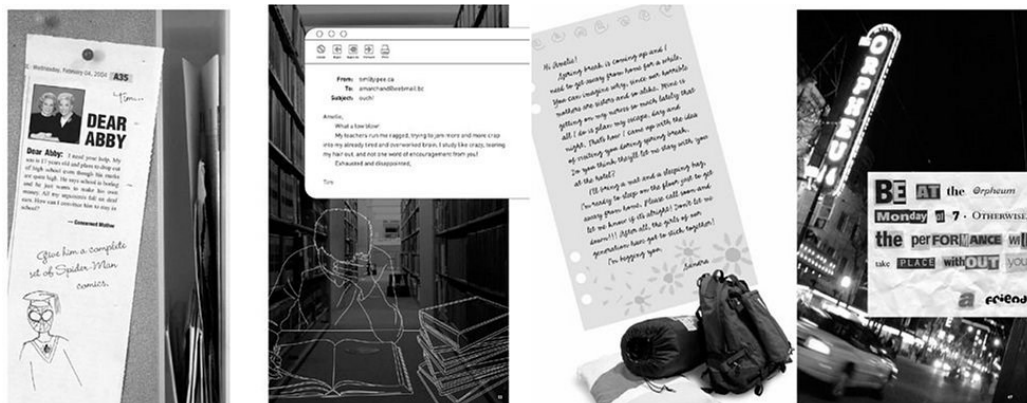 Wednesday, February 04, 2004 A35
Tim—
DEAR
ABBY
Dear Abby: I need your help. My
son is 17 years old and plans to drop out
of high school even though his marks
are quite high. He says school is boring
and he just wants to make his own
money. All my arguments fall on deaf
ears. How can I convince him to stay in
school?
— Concerned Mother
Give him a complete
set of Spider-Man
comics.
From:
To:
Subject: ouch!
Amelie,
What a low blow!
My teachers run me ragged, trying to jam more and more crap
into my already tired and overworked brain, I study like crazy, tearing
my hair out, and not one word of encouragement from you!
Exhausted and disappointed,
Tim
Hi Amelie!
Spring break is coming up and I
need to get away from home for a while.
You can imagine why, since our horrible
mothers are sisters and so alike. Mine is
getting on my nerves so much lately that
all I do is plan my escape, day and
night. That's how I came up with the idea
of visiting you during spring break.
Do you think they'll let me stay with you
at the hotel?
I'll bring a mat and a sleeping bag.
I'm ready to sleep on the floor just to get
away from home. Please call soon and
let me know if it's alright! Don't let me
down!!! After all, the girls of our
generation have got to stick together!
I'm begging you.
Sandra
ORPHEUM
BE AT the @rpheum
Monday at 7. OTHERWISE,
the perFORMANCE will
take PLACE withOUT you
a friend